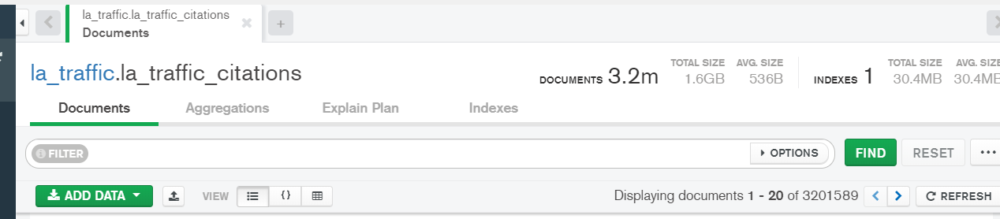 la_traffic.la_traffic_citations
Documents
la_traffic.la_traffic_citations
DOCUMENTS 3.2m
TOTAL SIZE
1.6GB
AVG. SIZE
536B
INDEXES 1
TOTAL SIZE
30.4MB
AVG. SIZE
30.4MB
Documents Aggregations Explain Plan Indexes
FILTER
OPTIONS
FIND
RESET
ADD DATA
VIEW
{}
Displaying documents 1 - 20 of 3201589
REFRESH